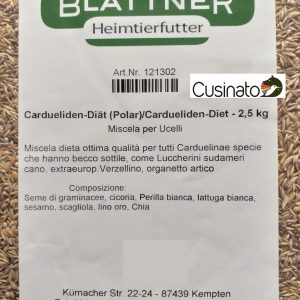 BLATTNER
Heimtierfutter
Art.Nr. 121302
Cusinato
Cardueliden-Diät (Polar)/Cardueliden-Diet - 2,5 kg
Miscela per Ucelli
Miscela dieta ottima qualità per tutti Carduelinae specie
che hanno becco sottile, come Luccherini sudameri
cano, extraeurop.Verzellino, organetto artico
Composizione:
Seme di graminacee, cicoria, Perilla bianca, lattuga bianca,
sesamo, scagliola, lino oro, Chia
Kürnacher Str. 22-24 - 87439 Kempten